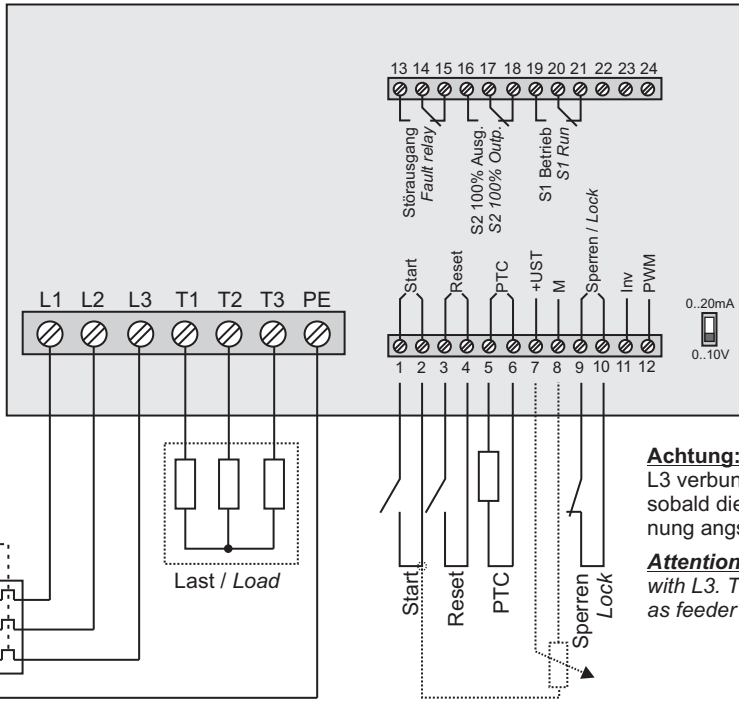 13 14 15 16 17 18 19 20 21 22 23 24
Störausgang
Fault relay
S2 100% Ausg.
S2 100% Outp.
S1 Betrieb
S1 Run
Start
Reset
PTC
+UST
M
Sperren / Lock
Inv
PWM
L1 L2 L3 T1 T2 T3 PE
0..20mA
0..10V
1 2 3 4 5 6 7 8 9 10 11 12
Last / Load
Start
Reset
PTC
Sperren
Lock
Achtung:
L3 verbun
sobald die
nung angs
Attention
with L3. T
as feeder